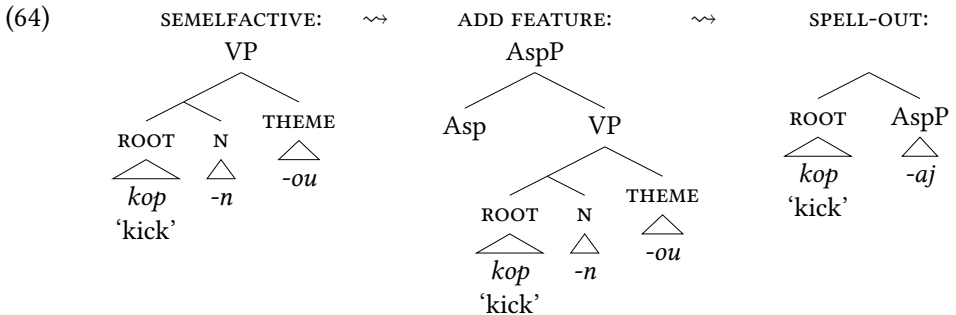 (64) SEMELFACTIVE: ⇝ ADD FEATURE: ⇝ SPELL-OUT:
VP AspP
ROOT N THEME Asp VP ROOT AspP
kop -n -ou kop -aj
‘kick’ ROOT N THEME ‘kick’
kop -n -ou
‘kick’